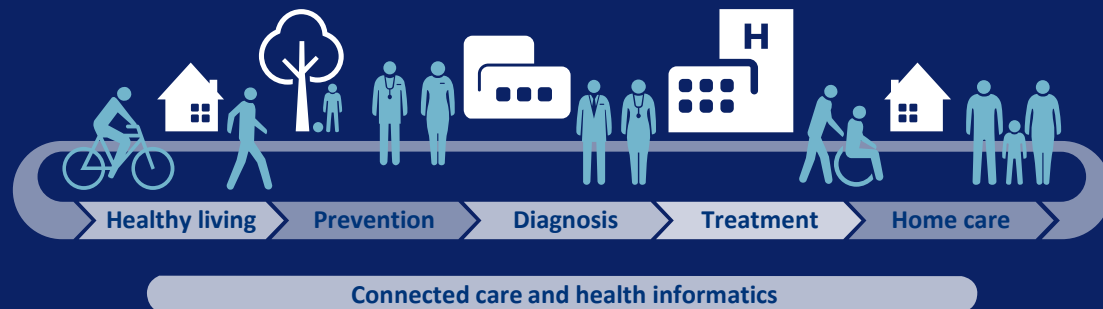 H
Healthy living
Prevention
Diagnosis
Treatment
Home care
Connected care and health informatics